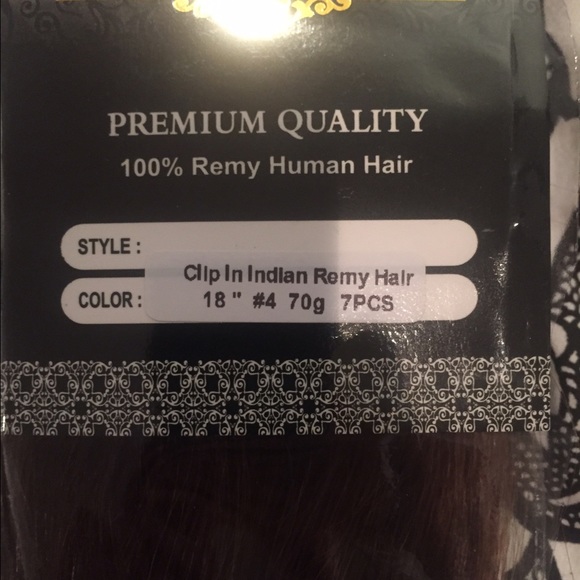 PREMIUM QUALITY
100% Remy Human Hair
STYLE :
Clip In Indian Remy Hair
COLOR :
18 " #4 70g 7PCS